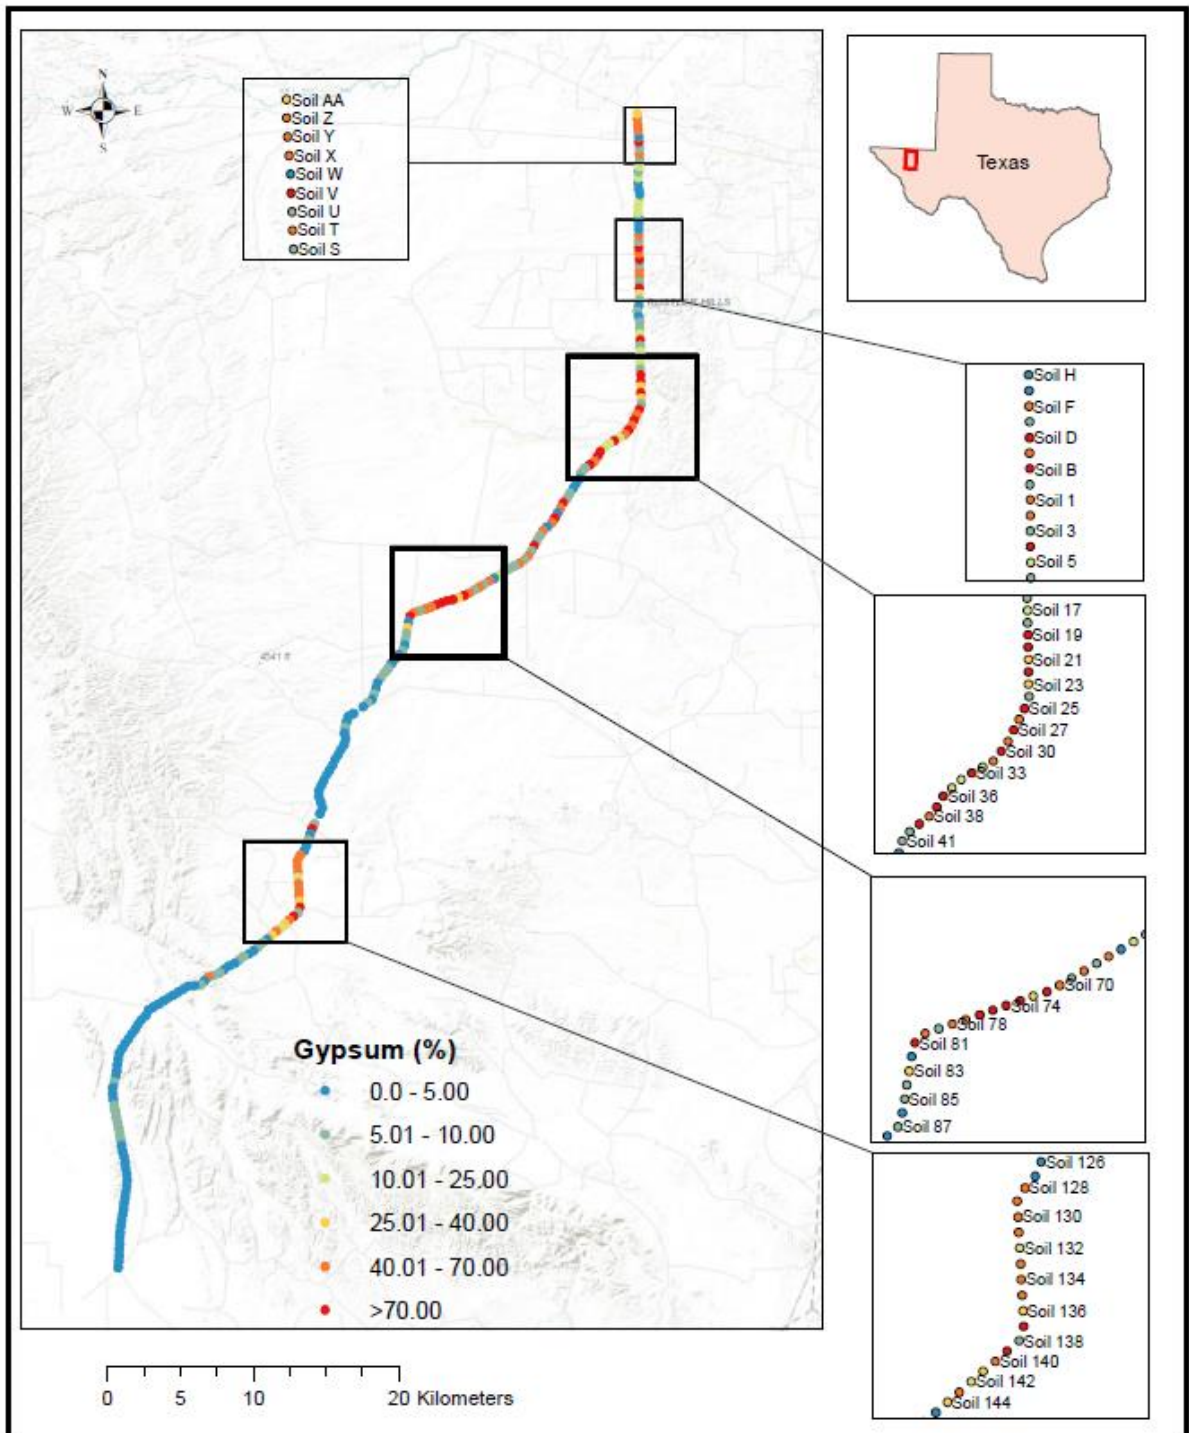 N
W E
S
Soil AA
Soil Z
Soil Y
Soil X
Soil W
Soil V
Soil U
Soil T
Soil S
Texas
HILLS
Soil H
Soil F
Soil D
Soil B
Soil 1
Soil 3
Soil 5
Soil 17
Soil 19
Soil 21
Soil 23
Soil 25
Soil 27
Soil 30
Soil 33
Soil 36
Soil 38
Soil 41
4541 ft
Soil 70
Soil 74
Soil 78
Soil 81
Soil 83
Soil 85
Soil 87
Soil 126
Soil 128
Soil 130
Soil 132
Soil 134
Soil 136
Soil 138
Soil 140
Soil 142
Soil 144
Gypsum (%)
0.0 - 5.00
5.01 - 10.00
10.01 - 25.00
25.01 - 40.00
40.01 - 70.00
>70.00
0 5 10 20 Kilometers